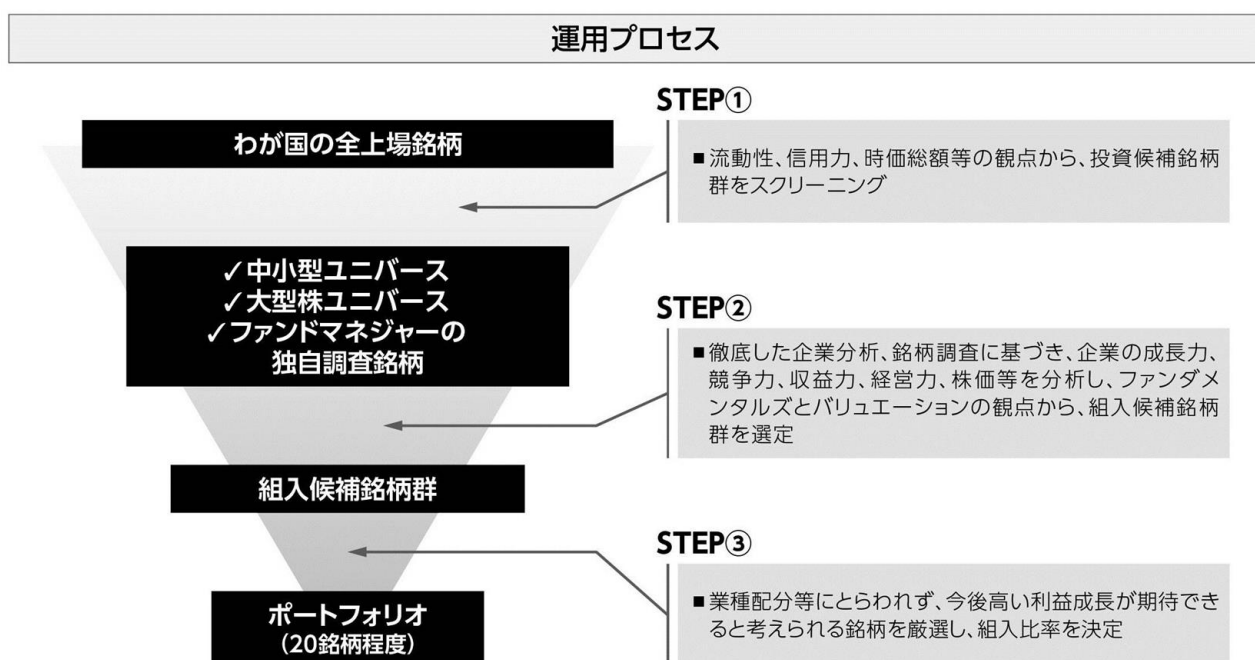 運用プロセス
STEP①
わが国の全上場銘柄
■流動性、信用力、時価総額等の観点から、投資候補銘柄
群をスクリーニング
✓中小型ユニバース
✓大型株ユニバース
✓ファンドマネジャーの
独自調査銘柄
STEP②
■徹底した企業分析、銘柄調査に基づき、企業の成長力、
競争力、収益力、経営力、株価等を分析し、ファンダメ
ンタルズとバリュエーションの観点から、組入候補銘柄
群を選定
組入候補銘柄群
STEP③
■業種配分等にとらわれず、今後高い利益成長が期待でき
ると考えられる銘柄を厳選し、組入比率を決定
ポートフォリオ
(20銘柄程度)